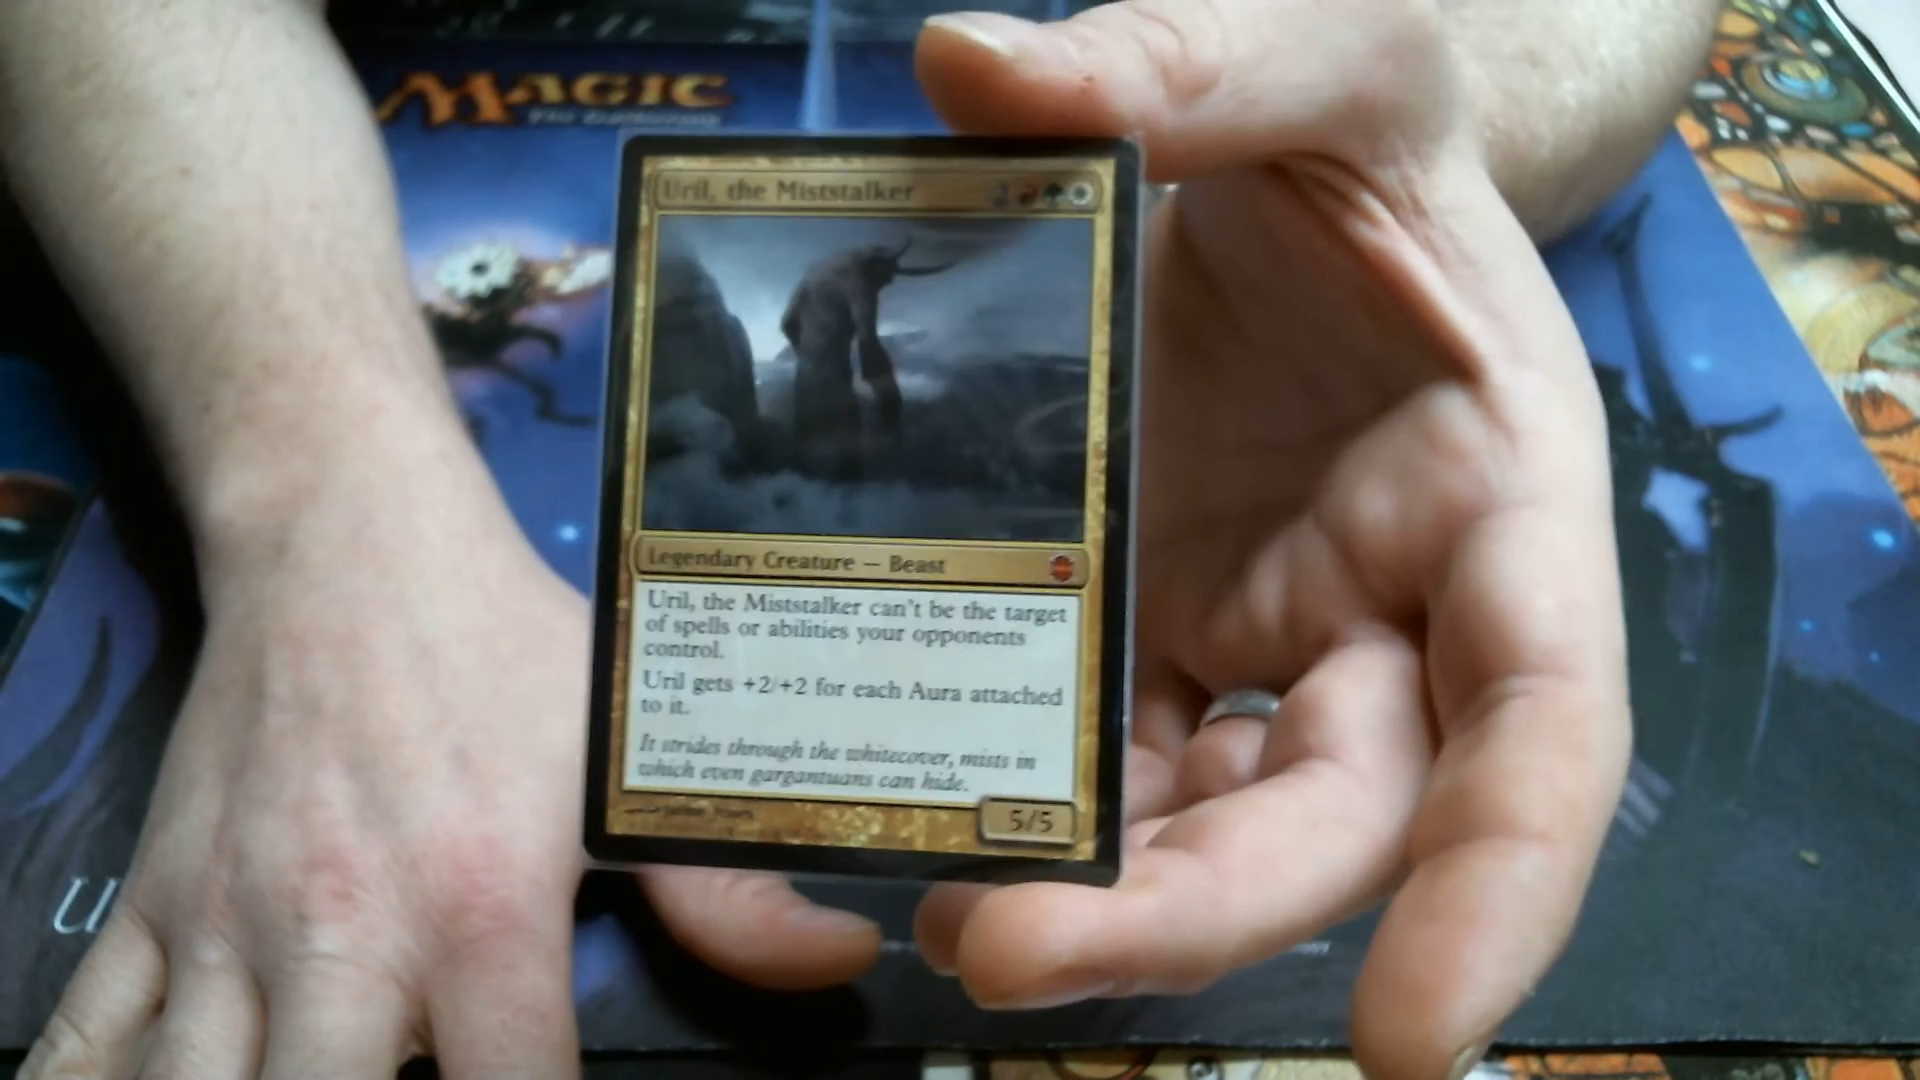 MAGIC
Uril, the Miststalker
2
Legendary Creature — Beast
Uril, the Miststalker can't be the target
of spells or abilities your opponents
control.
Uril gets +2/+2 for each Aura attached
to it.
It strides through the whitecover, mists in
which even gargantuans can hide.
5/5
U